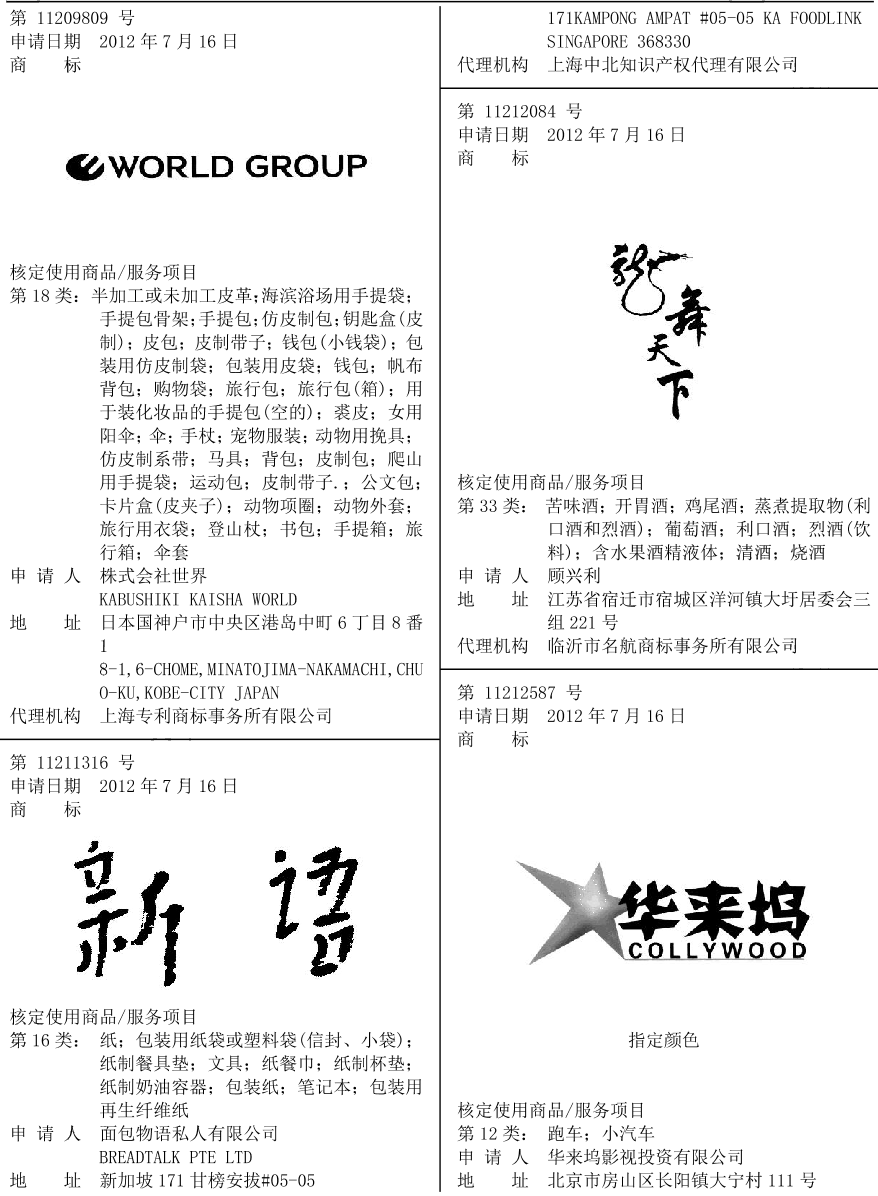 第 11209809 号
申请日期 2012 年 7 月 16 日
商 标
WORLD GROUP
核定使用商品/服务项目
第 18 类：半加工或未加工皮革；海滨浴场用手提袋；
手提包骨架；手提包；仿皮制包；钥匙盒(皮
制)；皮包；皮制带子；钱包(小钱袋)；包
装用仿皮制袋；包装用皮袋；钱包；帆布
背包；购物袋；旅行包；旅行包(箱)；用
于装化妆品的手提包(空的)；裘皮；女用
阳伞；伞；手杖；宠物服装；动物用挽具；
仿皮制系带；马具；背包；皮制包；爬山
用手提袋；运动包；皮制带子.；公文包；
卡片盒(皮夹子)；动物项圈；动物外套；
旅行用衣袋；登山杖；书包；手提箱；旅
行箱；伞套
申 请 人 株式会社世界
KABUSHIKI KAISHA WORLD
地 址 日本国神户市中央区港岛中町 6 丁目 8 番
1
8-1,6-CHOME,MINATOJIMA-NAKAMACHI,CHU
O-KU,KOBE-CITY JAPAN
代理机构 上海专利商标事务所有限公司
第 11211316 号
申请日期 2012 年 7 月 16 日
商 标
新 语
核定使用商品/服务项目
第 16 类： 纸；包装用纸袋或塑料袋(信封、小袋)；
纸制餐具垫；文具；纸餐巾；纸制杯垫；
纸制奶油容器；包装纸；笔记本；包装用
再生纤维纸
申 请 人 面包物语私人有限公司
BREADTALK PTE LTD
地 址 新加坡 171 甘榜安拔#05-05
171KAMPONG AMPAT #05-05 KA FOODLINK
SINGAPORE 368330
代理机构 上海中北知识产权代理有限公司
第 11212084 号
申请日期 2012 年 7 月 16 日
商 标
龙
舞
天
下
核定使用商品/服务项目
第 33 类： 苦味酒；开胃酒；鸡尾酒；蒸煮提取物(利
口酒和烈酒)；葡萄酒；利口酒；烈酒(饮
料)；含水果酒精液体；清酒；烧酒
申 请 人 顾兴利
地 址 江苏省宿迁市宿城区洋河镇大圩居委会三
组 221 号
代理机构 临沂市名航商标事务所有限公司
第 11212587 号
申请日期 2012 年 7 月 16 日
商 标
华来坞
COLLYWOOD
指定颜色
核定使用商品/服务项目
第 12 类： 跑车；小汽车
申 请 人 华来坞影视投资有限公司
地 址 北京市房山区长阳镇大宁村 111 号